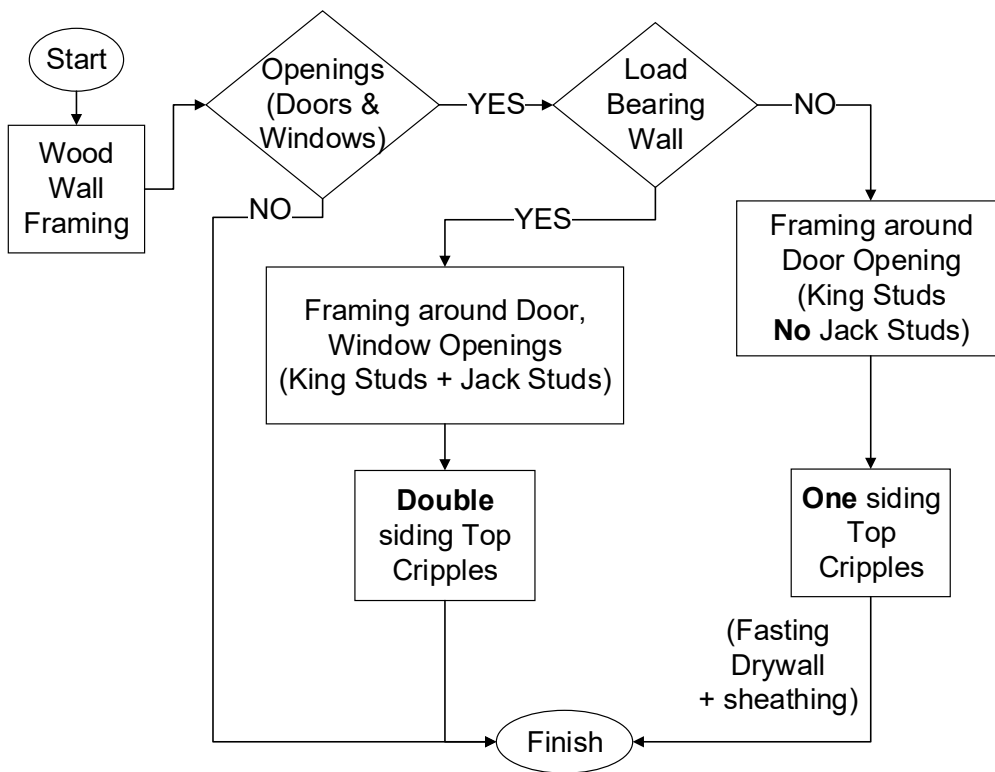 Start
Wood
Wall
Framing
Openings
(Doors &
Windows)
YES
NO
Load
Bearing
Wall
YES
NO
Framing around Door,
Window Openings
(King Studs + Jack Studs)
Double
siding Top
Cripples
Framing around
Door Opening
(King Studs
No Jack Studs)
One siding
Top
Cripples
(Fasting
Drywall
+ sheathing)
Finish